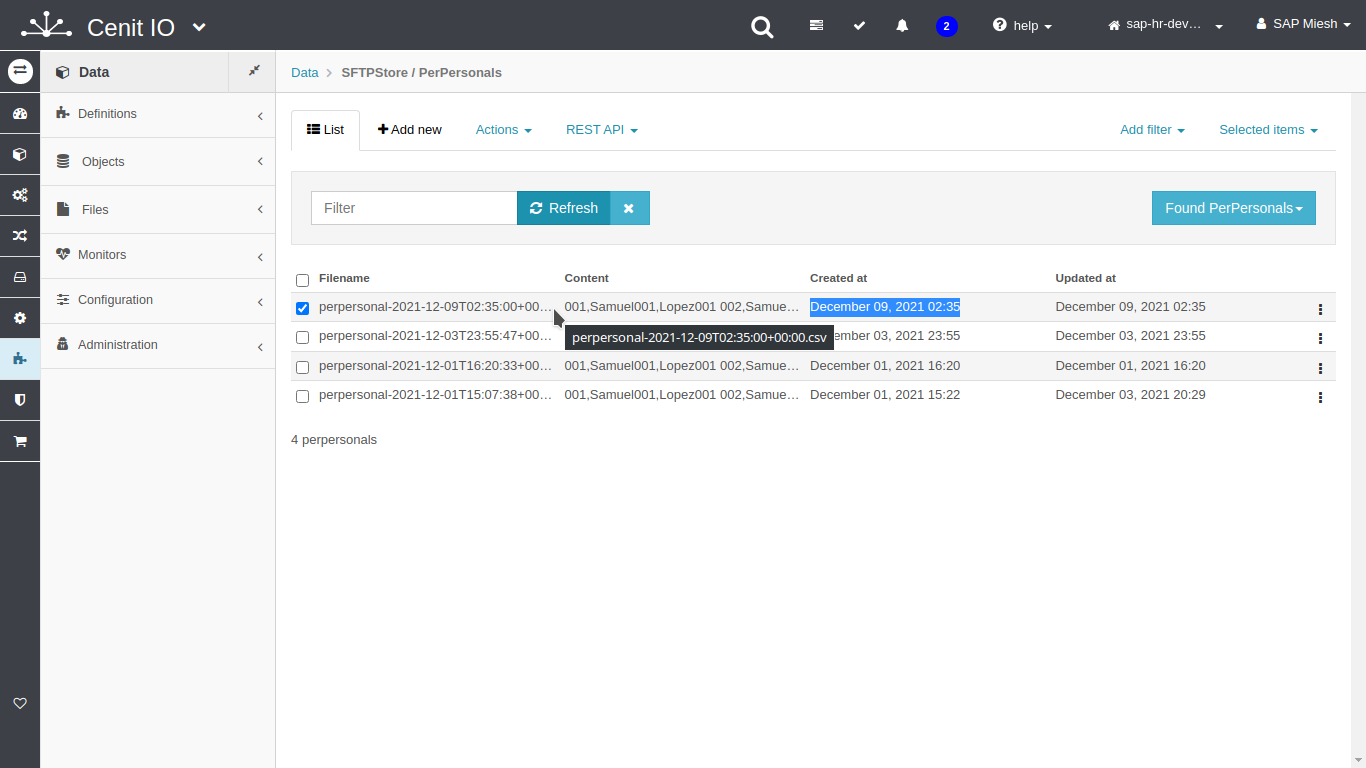 Cenit IO
2
help
sap-hr-dev…
SAP Miesh
Data
Definitions
Objects
Files
Monitors
Configuration
Administration
Data > SFTPStore / PerPersonals
List
Add new
Actions
REST API
Add filter
Selected items
Filter
Refresh
Found PerPersonals
Filename Content Created at Updated at
perpersonal-2021-12-09T02:35:00+00… 001,Samuel001,Lopez001 002,Samue… December 09, 2021 02:35 December 09, 2021 02:35
perpersonal-2021-12-09T02:35:00+00:00.csv
perpersonal-2021-12-03T23:55:47+00… ember 03, 2021 23:55 December 03, 2021 23:55
perpersonal-2021-12-01T16:20:33+00… 001,Samuel001,Lopez001 002,Samue… December 01, 2021 16:20 December 01, 2021 16:20
perpersonal-2021-12-01T15:07:38+00… 001,Samuel001,Lopez001 002,Samue… December 01, 2021 15:22 December 03, 2021 20:29
4 perpersonals